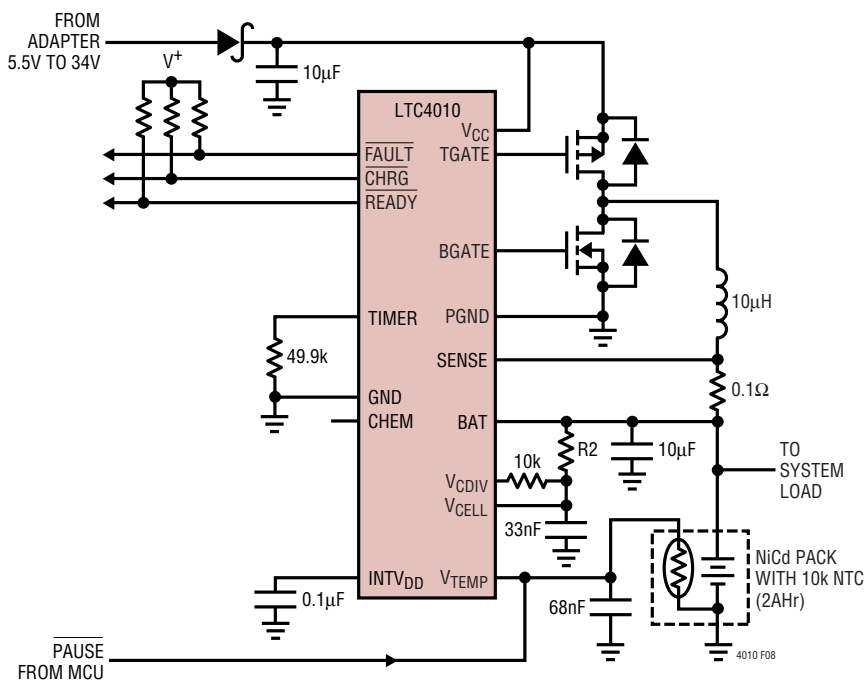 FROM
ADAPTER
5.5V TO 34V
V+
10µF
LTC4010
VCC
FAULT
TGATE
CHRG
READY
BGATE
10µH
TIMER
PGND
49.9k
SENSE
0.1Ω
GND
CHEM
BAT
R2
10µF
TO
SYSTEM
LOAD
10k
VCDIV
VCELL
33nF
NiCd PACK
WITH 10k NTC
(2AHr)
INTVDD
VTEMP
0.1µF
68nF
PAUSE
FROM MCU
4010 F08